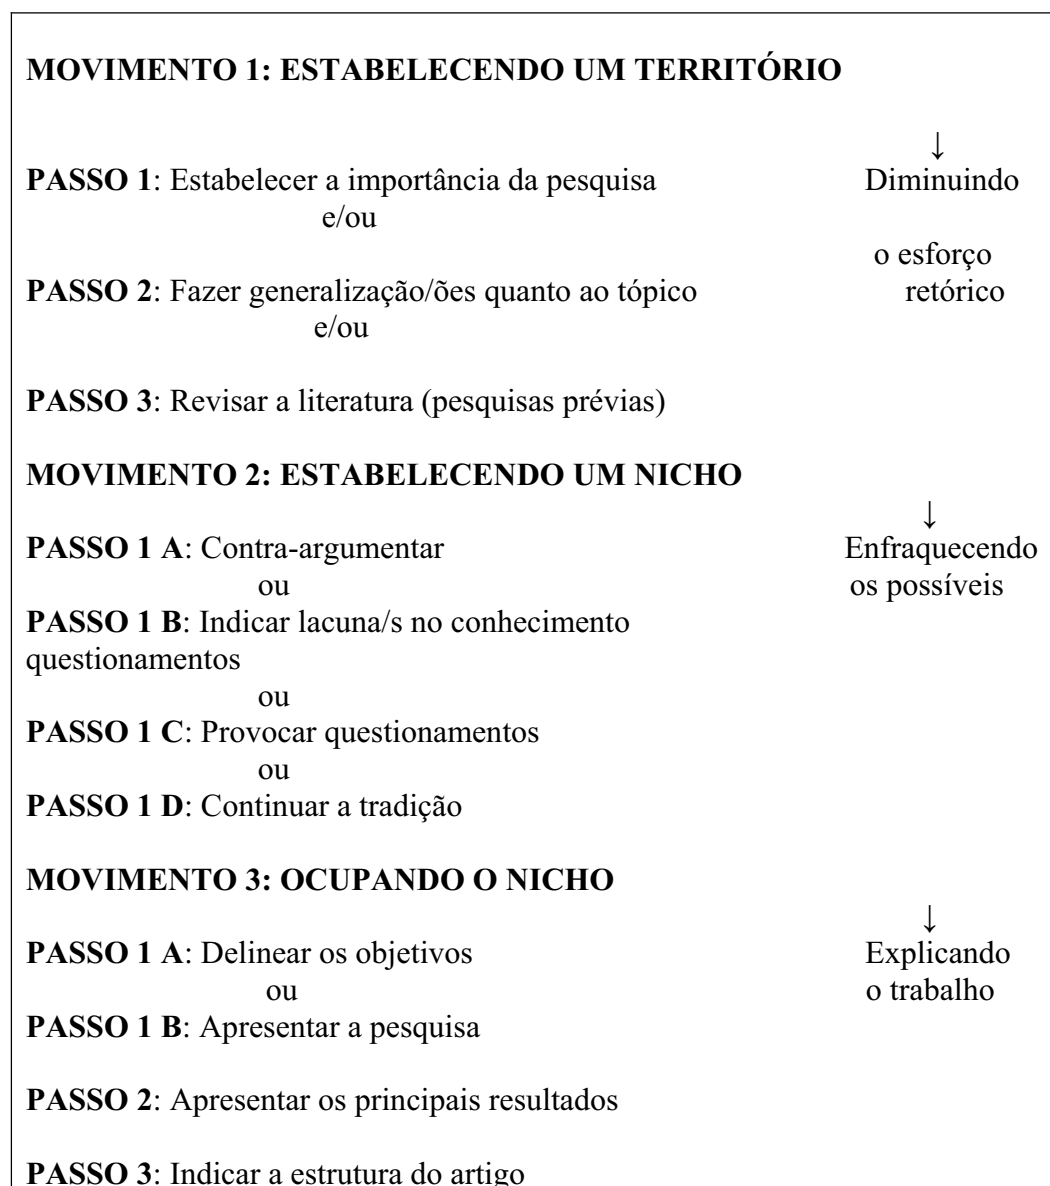 MOVIMENTO 1: ESTABELECENDO UM TERRITÓRIO
↓
PASSO 1: Estabelecer a importância da pesquisa Diminuindo
e/ou
o esforço
PASSO 2: Fazer generalização/ões quanto ao tópico retórico
e/ou
PASSO 3: Revisar a literatura (pesquisas prévias)
MOVIMENTO 2: ESTABELECENDO UM NICHO
↓
PASSO 1 A: Contra-argumentar Enfraquecendo
ou os possíveis
PASSO 1 B: Indicar lacuna/s no conhecimento
questionamentos
ou
PASSO 1 C: Provocar questionamentos
ou
PASSO 1 D: Continuar a tradição
MOVIMENTO 3: OCUPANDO O NICHO
↓
PASSO 1 A: Delinear os objetivos Explicando
ou o trabalho
PASSO 1 B: Apresentar a pesquisa
PASSO 2: Apresentar os principais resultados
PASSO 3: Indicar a estrutura do artigo